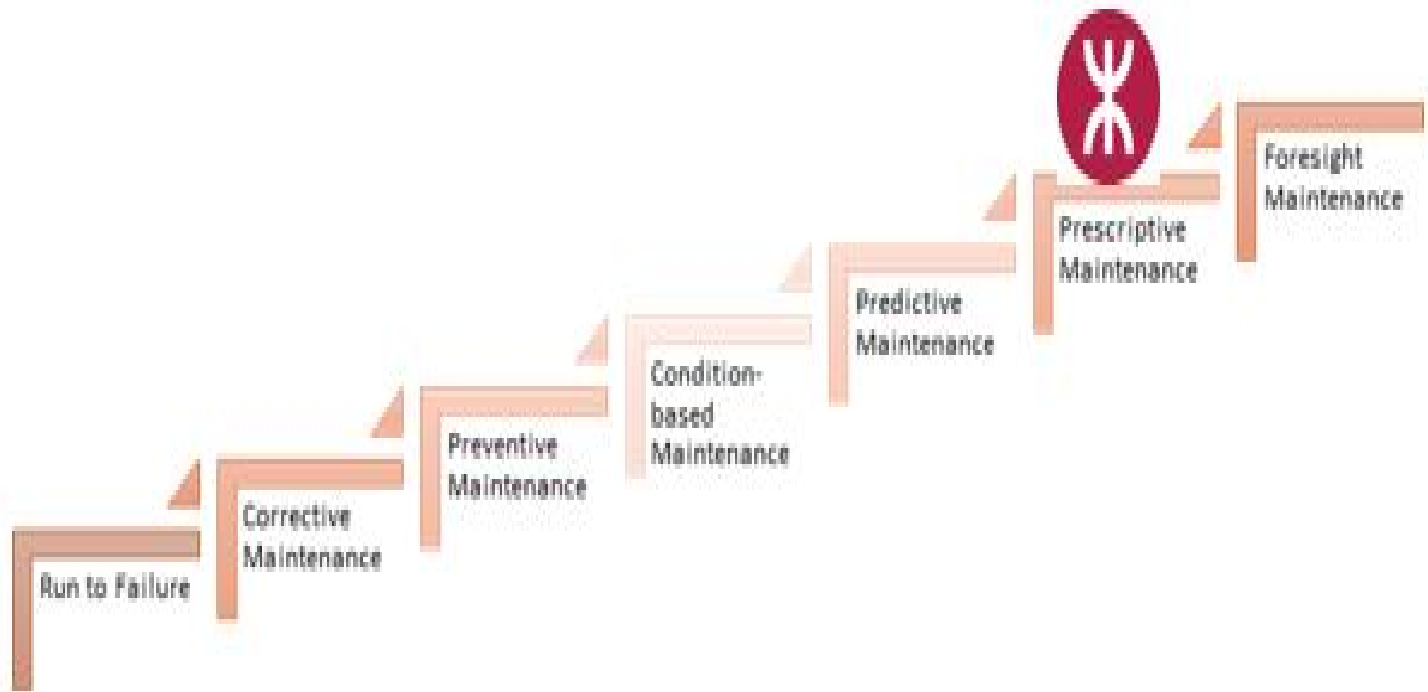 Run to Failure
Corrective
Maintenance
Preventive
Maintenance
Condition-
based
Maintenance
Predictive
Maintenance
Prescriptive
Maintenance
Foresight
Maintenance